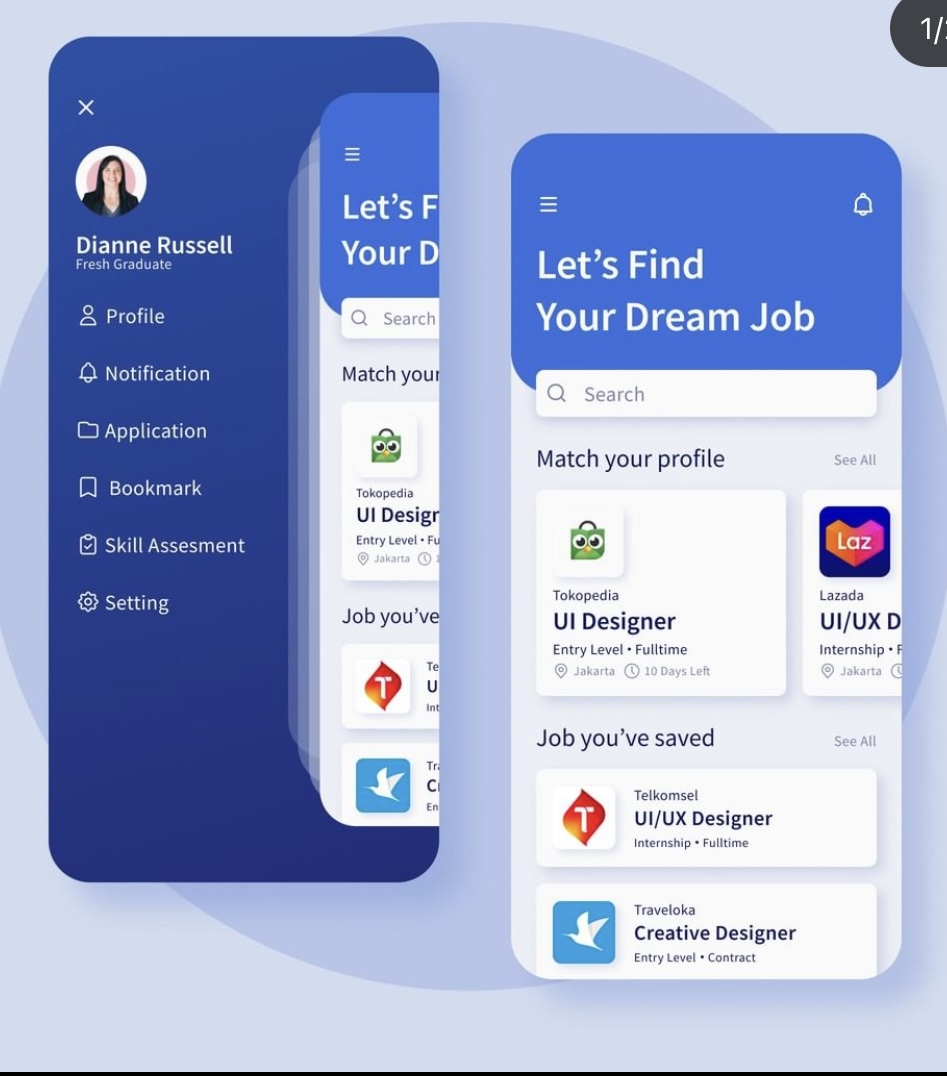 1/
Dianne Russell
Fresh Graduate
Profile
Notification
Application
Bookmark
Skill Assesment
Setting
Let's F
Your D
Search
Match your
Tokopedia
UI Desigr
Entry Level • Fu
Jakarta 1
Job you've
T
Te
U
Int
Tra
C
En
Let's Find
Your Dream Job
Search
Match your profile
See All
Tokopedia
UI Designer
Entry Level • Fulltime
Jakarta 10 Days Left
Laz
Lazada
UI/UX D
Internship • F
Jakarta
Job you've saved
See All
T
Telkomsel
UI/UX Designer
Internship • Fulltime
Traveloka
Creative Designer
Entry Level • Contract